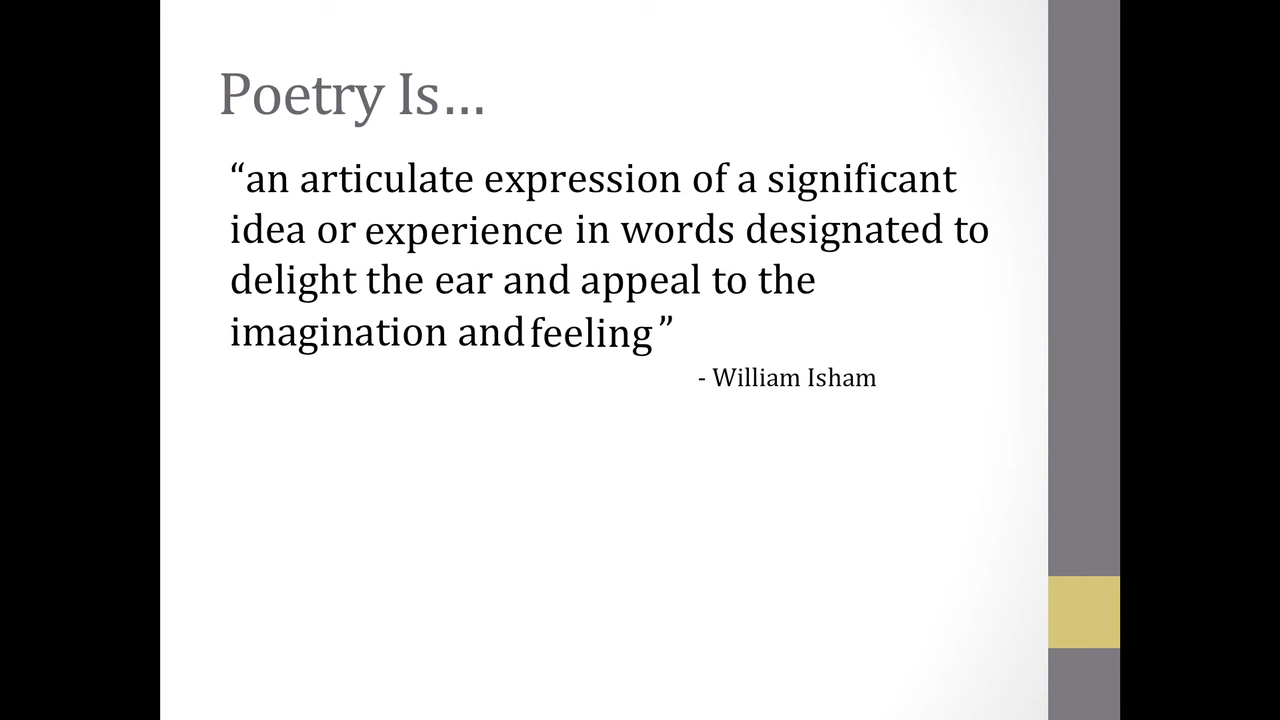 Poetry Is…
“an articulate expression of a significant
idea or experience in words designated to
delight the ear and appeal to the
imagination and feeling”
- William Isham